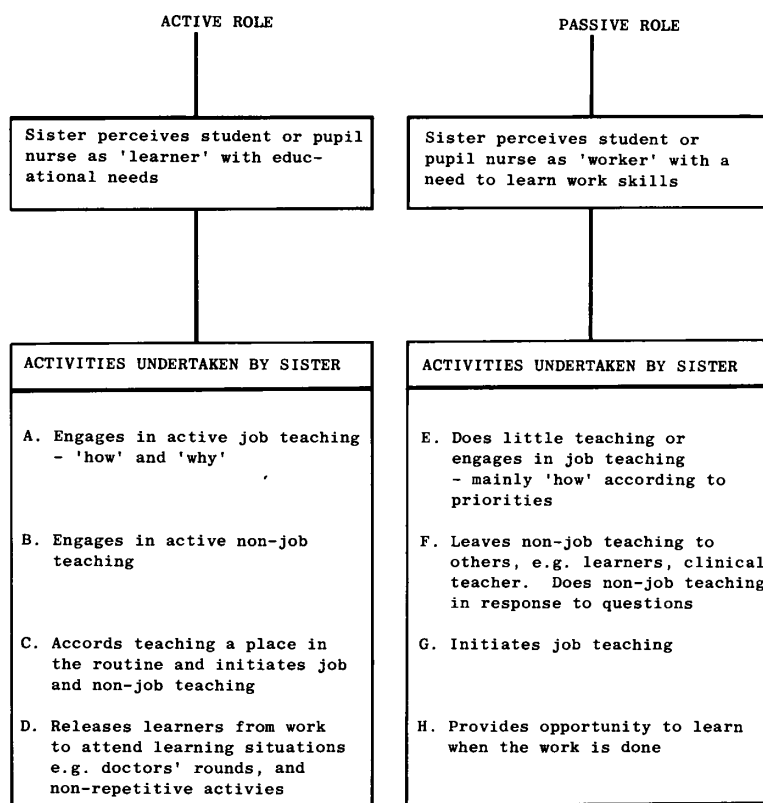 ACTIVE ROLE
Sister perceives student or pupil
nurse as 'learner' with educ-
ational needs
ACTIVITIES UNDERTAKEN BY SISTER
A. Engages in active job teaching
- 'how' and 'why'
B. Engages in active non-job
teaching
C. Accords teaching a place in
the routine and initiates job
and non-job teaching
D. Releases learners from work
to attend learning situations
e.g. doctors' rounds, and
non-repetitive activies
PASSIVE ROLE
Sister perceives student or
pupil nurse as 'worker' with a
need to learn work skills
ACTIVITIES UNDERTAKEN BY SISTER
E. Does little teaching or
engages in job teaching
- mainly 'how' according to
priorities
F. Leaves non-job teaching to
others, e.g. learners, clinical
teacher. Does non-job teaching
in response to questions
G. Initiates job teaching
H. Provides opportunity to learn
when the work is done